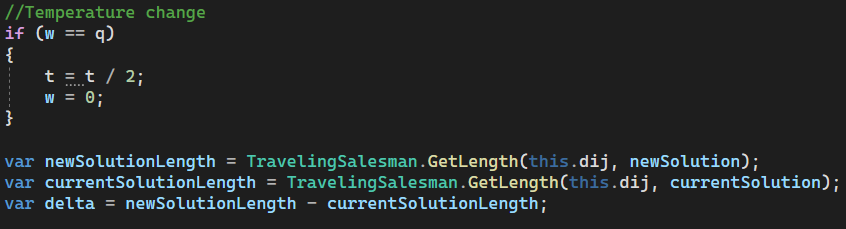 //Temperature change
if (w == q)
{
    t = t / 2;
    w = 0;
}

var newSolutionLength = TravelingSalesman.GetLength(this.dij, newSolution);
var currentSolutionLength = TravelingSalesman.GetLength(this.dij, currentSolution);
var delta = newSolutionLength - currentSolutionLength;